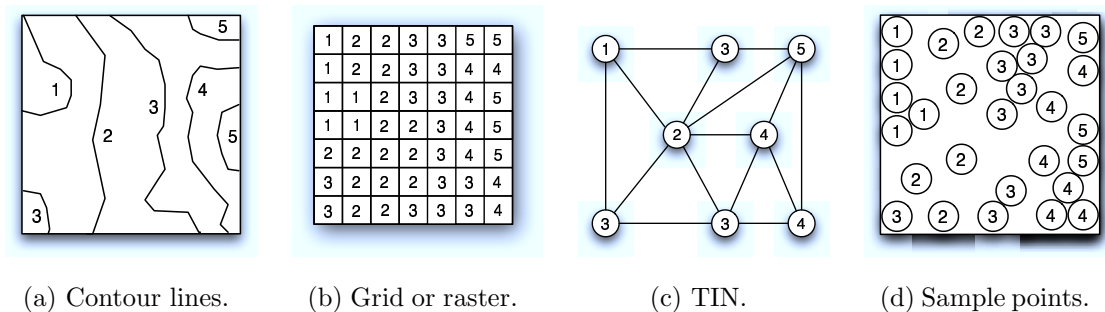 5
1
4
3
2
5
3
1 2 2 3 3 5 5
1 2 2 3 3 4 4
1 1 2 2 3 4 5
1 1 2 2 3 4 5
2 2 2 2 3 4 5
3 2 2 2 3 3 4
3 2 2 3 3 3 4
1 3 5
2 4
3 3 4
1 2 2 3 3 5
1 3 3 4
1 2 3 4
1 1 3 5
2 4 5
2 3 4
3 2 3 4 4
(a) Contour lines.
(b) Grid or raster.
(c) TIN.
(d) Sample points.